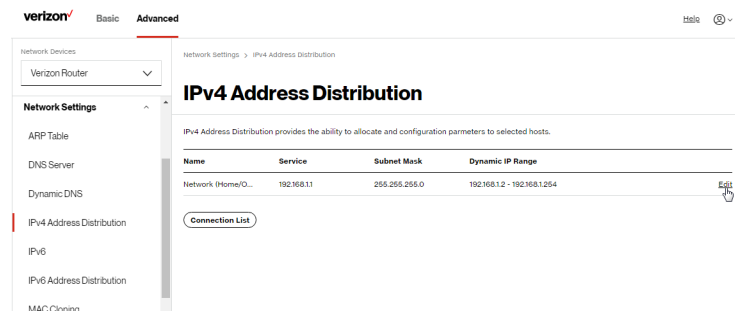 verizon
Basic
Advanced
Help
Network Devices
Verizon Router
Network Settings
ARP Table
DNS Server
Dynamic DNS
IPv4 Address Distribution
IPv6
IPv6 Address Distribution
MAC Cloning
Network Settings > IPv4 Address Distribution
IPv4 Address Distribution
IPv4 Address Distribution provides the ability to allocate and configuration parmeters to selected hosts.
Name Service Subnet Mask Dynamic IP Range
Network (Home/O... 192.168.1.1 255.255.255.0 192.168.1.2 - 192.168.1.254 Edit
Connection List